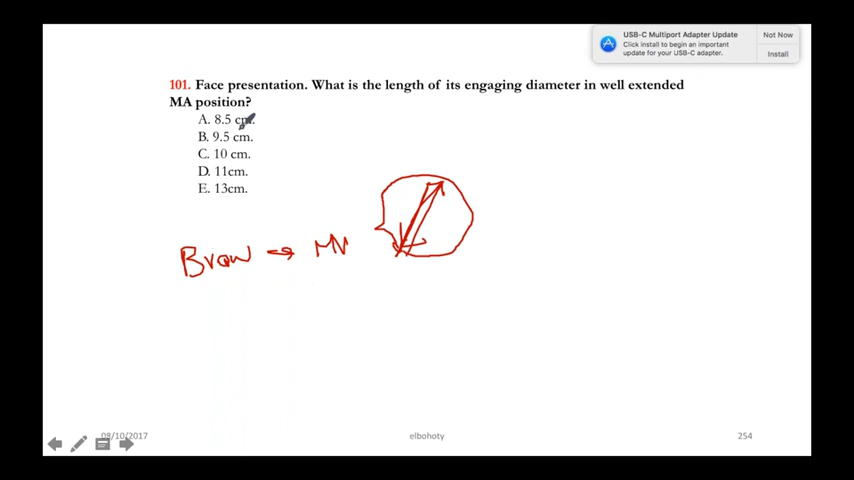 USB-C Multiport Adapter Update
Click install to begin an important
update for your USB-C adapter.
Not Now
Install
101. Face presentation. What is the length of its engaging diameter in well extended
MA position?
A. 8.5 cm.
B. 9.5 cm.
C. 10 cm.
D. 11cm.
E. 13cm.
Brow → MV
08/10/2017
elbohoty
254